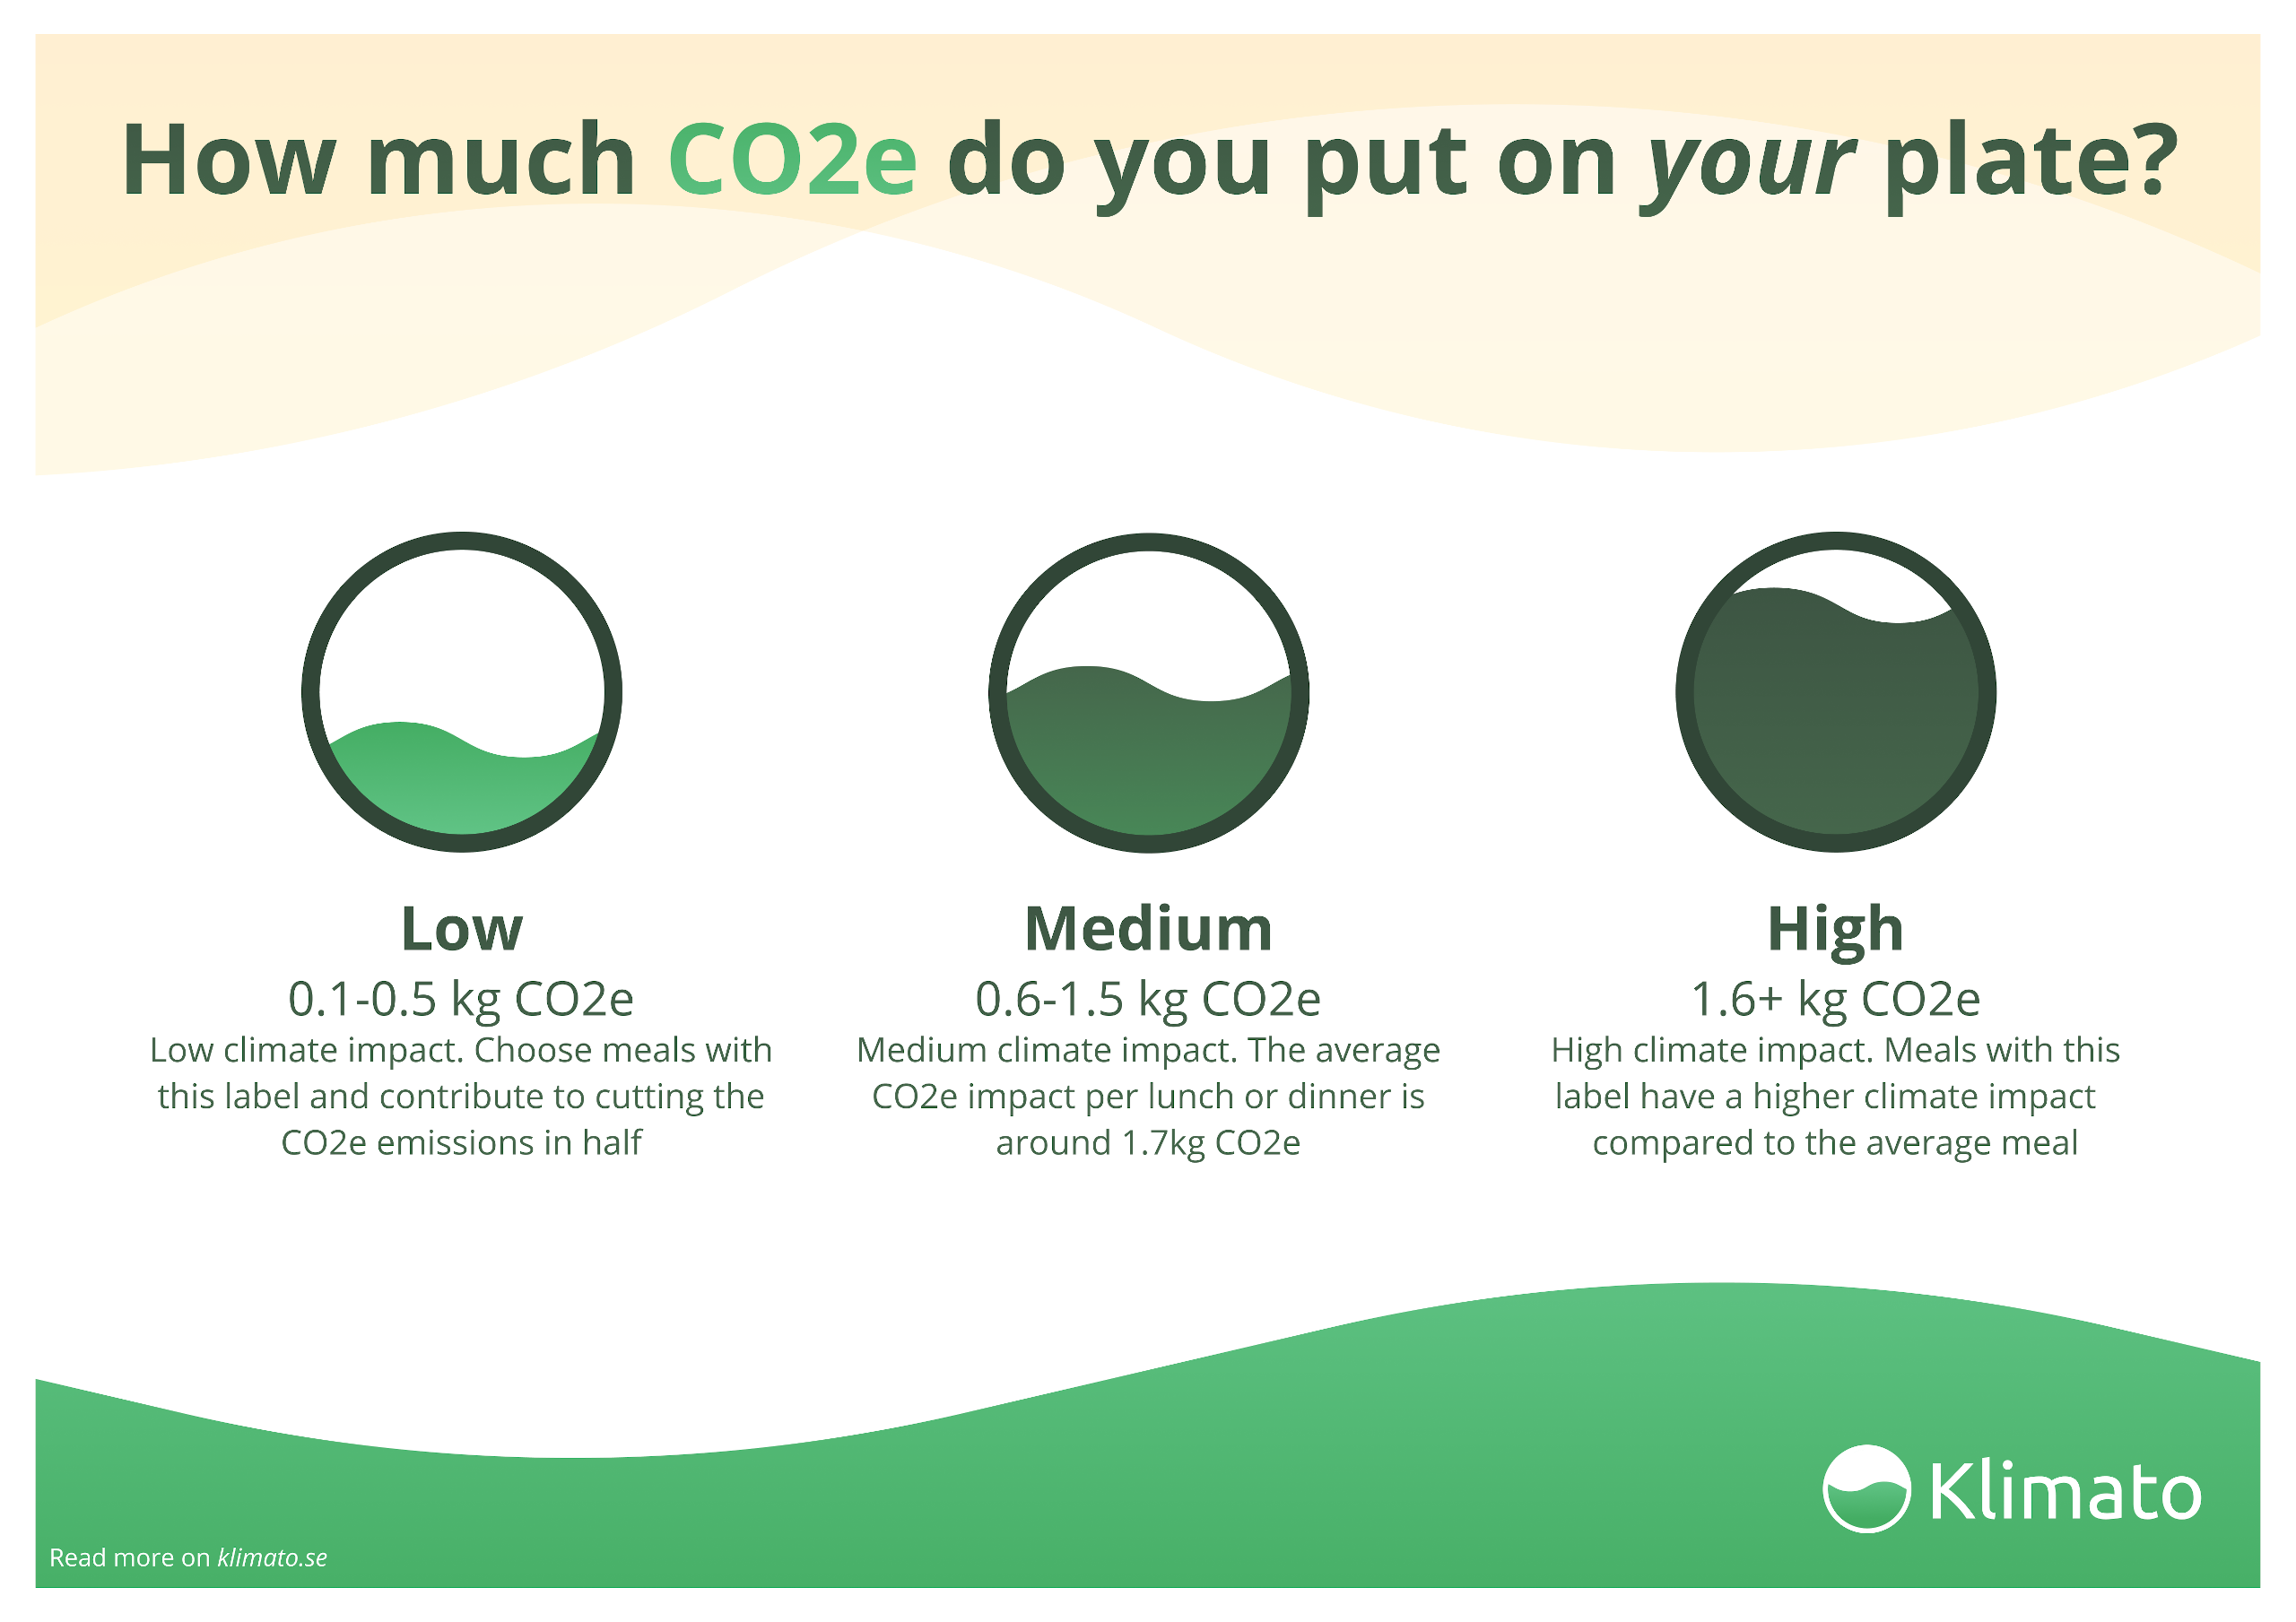 How much CO2e do you put on your plate?
Low
0.1-0.5 kg CO2e
Low climate impact. Choose meals with
this label and contribute to cutting the
CO2e emissions in half
Medium
0.6-1.5 kg CO2e
Medium climate impact. The average
CO2e impact per lunch or dinner is
around 1.7kg CO2e
High
1.6+ kg CO2e
High climate impact. Meals with this
label have a higher climate impact
compared to the average meal
Klimato
Read more on klimato.se